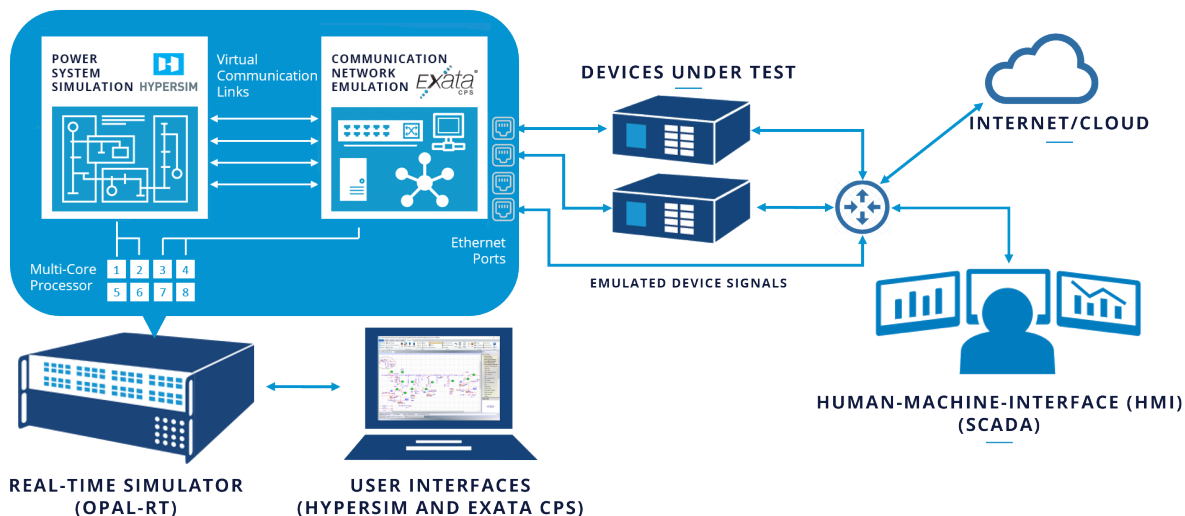 POWER
SYSTEM
SIMULATION
HYPERSIM
Virtual
Communication
Links
COMMUNICATION
NETWORK
EMULATION
EXata
CPS
Multi-Core
Processor
1 2 3 4
5 6 7 8
Ethernet
Ports
DEVICES UNDER TEST
EMULATED DEVICE SIGNALS
INTERNET/CLOUD
HUMAN-MACHINE-INTERFACE (HMI)
(SCADA)
REAL-TIME SIMULATOR
(OPAL-RT)
USER INTERFACES
(HYPERSIM AND EXATA CPS)